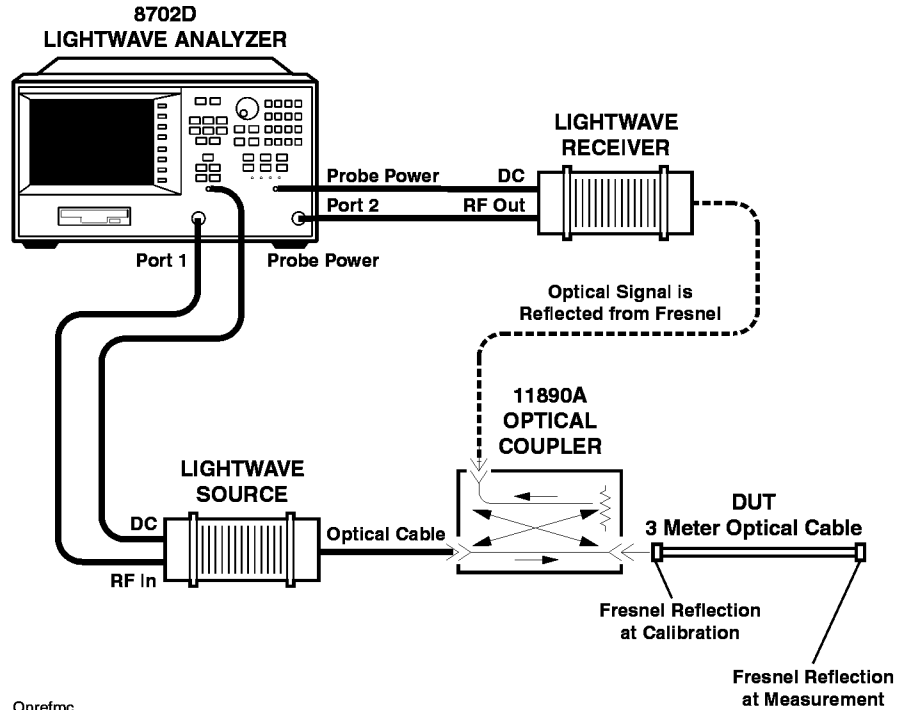 8702D
LIGHTWAVE ANALYZER
LIGHTWAVE
RECEIVER
Probe Power
DC
Port 2
RF Out
Port 1
Probe Power
Optical Signal is
Reflected from Fresnel
11890A
OPTICAL
COUPLER
LIGHTWAVE
SOURCE
DC
RF In
Optical Cable
DUT
3 Meter Optical Cable
Fresnel Reflection
at Calibration
Fresnel Reflection
at Measurement
Onrefmc